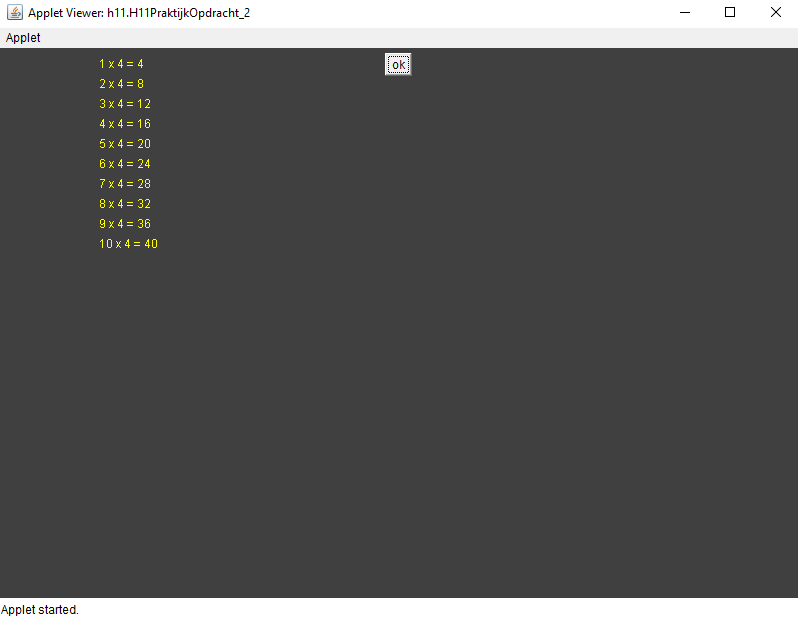 Applet Viewer: h11.H11PraktijkOpdracht_2
Applet
ok
1 x 4 = 4
2 x 4 = 8
3 x 4 = 12
4 x 4 = 16
5 x 4 = 20
6 x 4 = 24
7 x 4 = 28
8 x 4 = 32
9 x 4 = 36
10 x 4 = 40
Applet started.